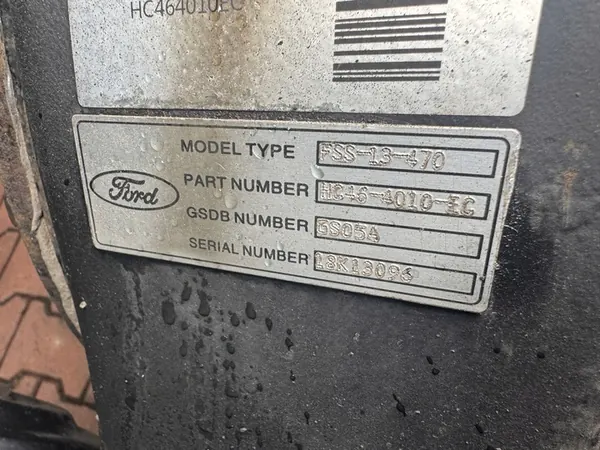 HC464010EC
MODEL TYPE FSS-13-470
Ford PART NUMBER HC46-4010-EC
GSDB NUMBER GS05A
SERIAL NUMBER 18K13096